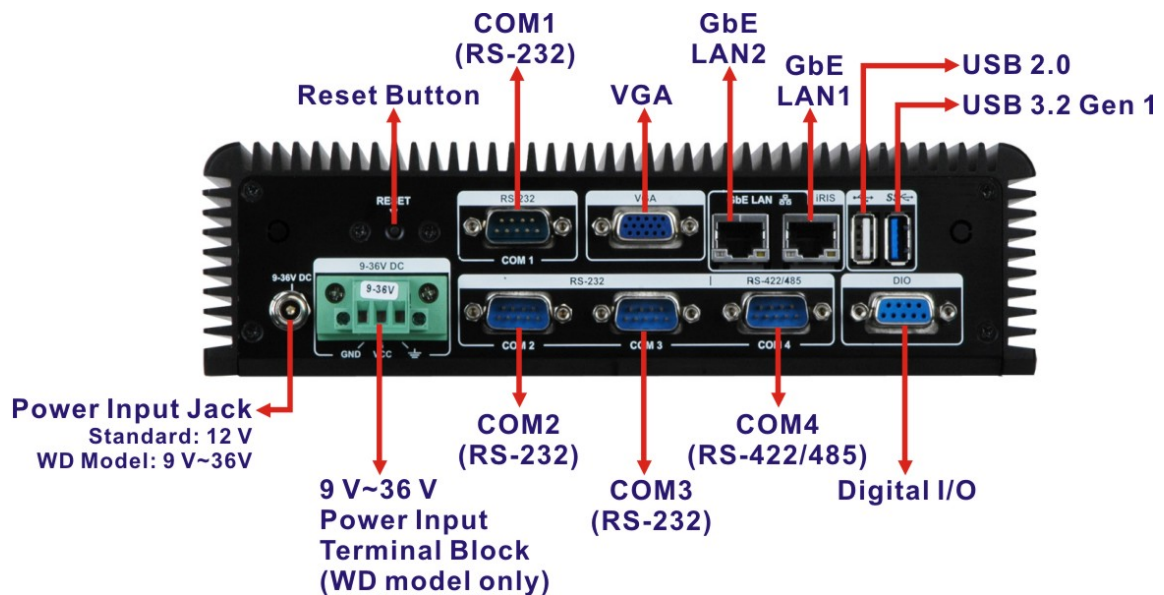 COM1
(RS-232)
GbE
LAN2
GbE
LAN1
USB 2.0
USB 3.2 Gen 1
Reset Button
VGA
RESET
RS-232
COM 1
VGA
GbE LAN
iRIS
SS
9-36V DC
9-36V DC
9-36V
GND
VCC
RS-232
RS-422/485
COM 2
COM 3
COM 4
DIO
Power Input Jack
Standard: 12 V
WD Model: 9 V~36V
9 V~36 V
Power Input
Terminal Block
(WD model only)
COM2
(RS-232)
COM3
(RS-232)
COM4
(RS-422/485)
Digital I/O